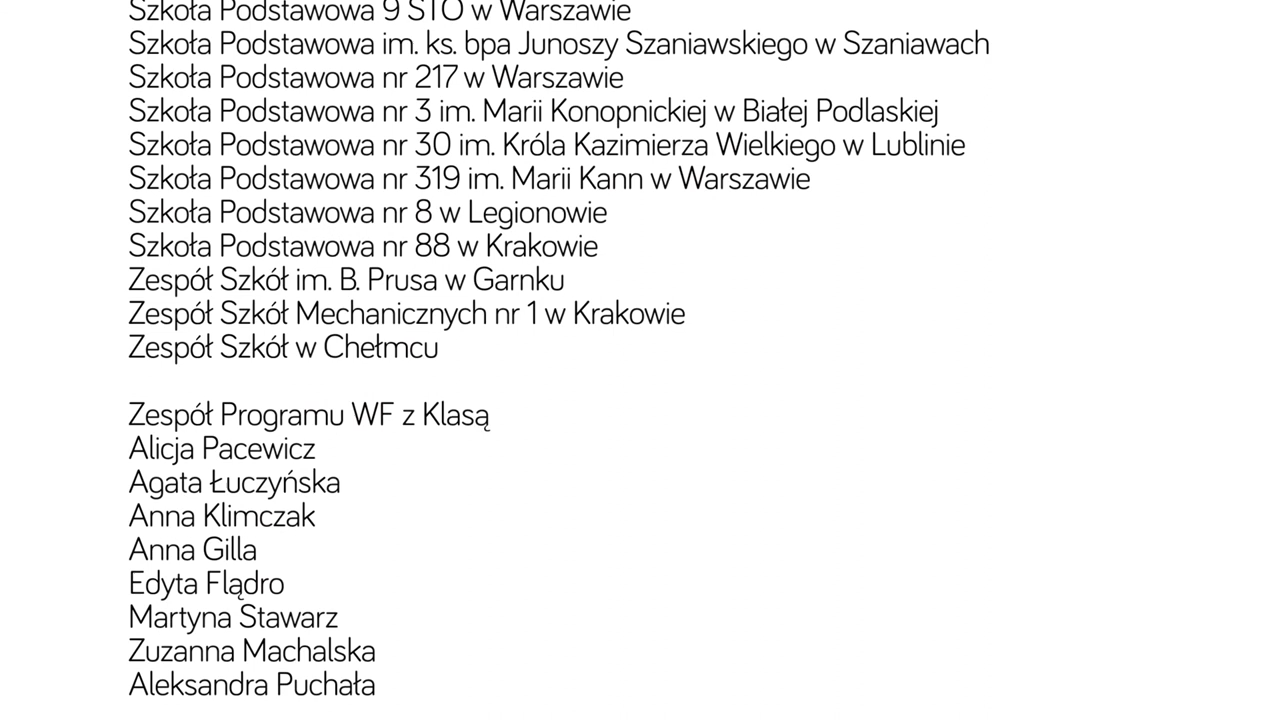 Szkoła Podstawowa 9 STO w Warszawie
Szkoła Podstawowa im. ks. bpa Junoszy Szaniawskiego w Szaniawach
Szkoła Podstawowa nr 217 w Warszawie
Szkoła Podstawowa nr 3 im. Marii Konopnickiej w Białej Podlaskiej
Szkoła Podstawowa nr 30 im. Króla Kazimierza Wielkiego w Lublinie
Szkoła Podstawowa nr 319 im. Marii Kann w Warszawie
Szkoła Podstawowa nr 8 w Legionowie
Szkoła Podstawowa nr 88 w Krakowie
Zespół Szkół im. B. Prusa w Garnku
Zespół Szkół Mechanicznych nr 1 w Krakowie
Zespół Szkół w Chełmcu
Zespół Programu WF z Klasą
Alicja Pacewicz
Agata Łuczyńska
Anna Klimczak
Anna Gilla
Edyta Flądro
Martyna Stawarz
Zuzanna Machalska
Aleksandra Puchała